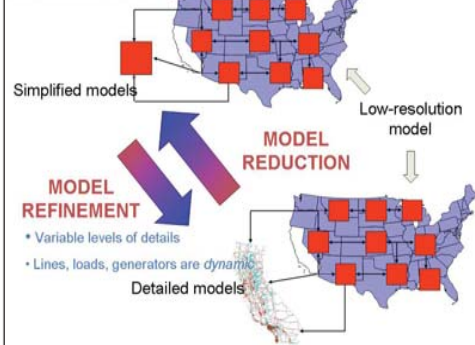 Simplified models
Low-resolution
model
MODEL
REDUCTION
MODEL
REFINEMENT
• Variable levels of details
• Lines, loads, generators are dynamic
Detailed models